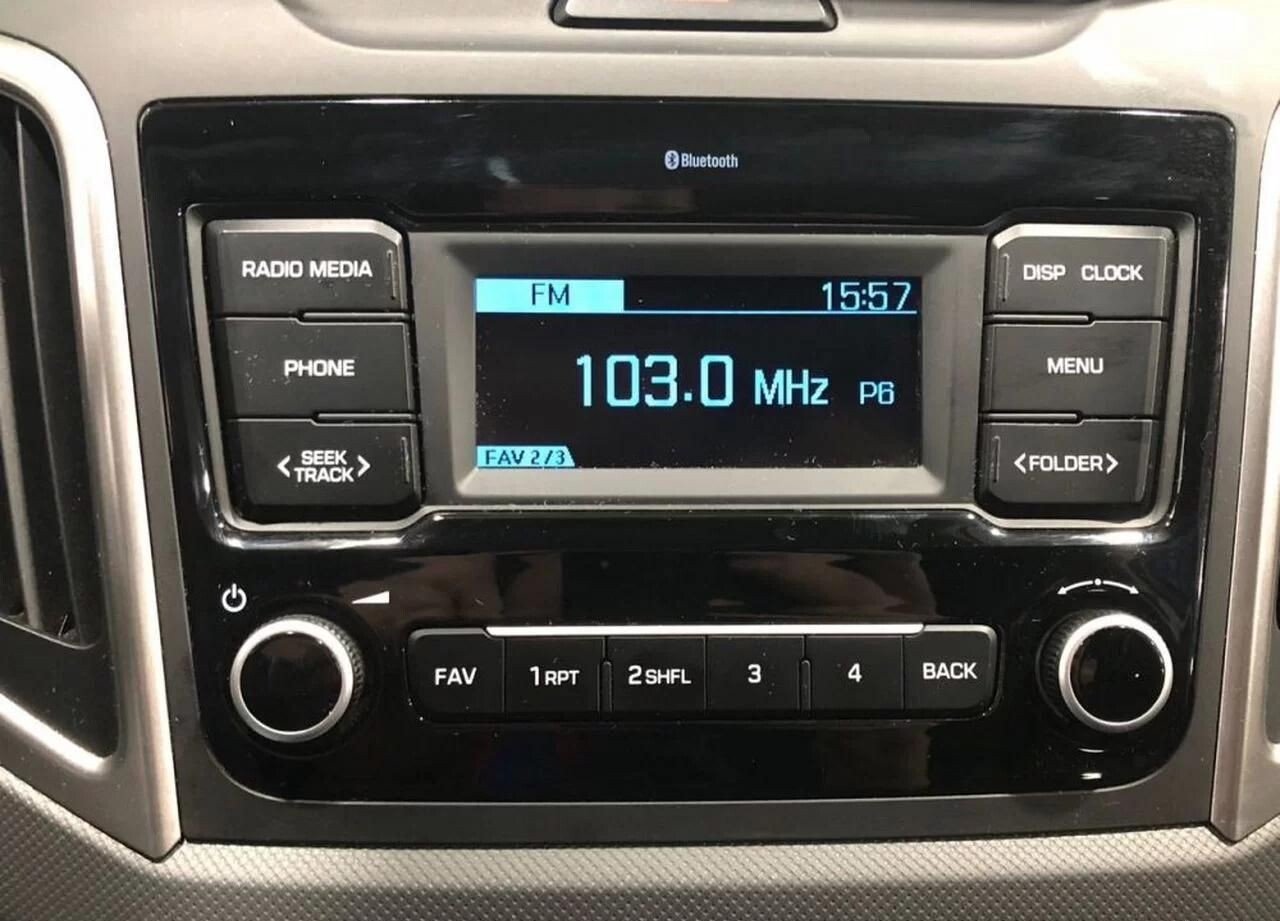 Bluetooth
RADIO MEDIA
PHONE
< SEEK
TRACK >
FM 15:57
103.0 MHz P6
FAV 2/3
DISP CLOCK
MENU
<FOLDER>
FAV 1 RPT 2 SHFL 3 4 BACK